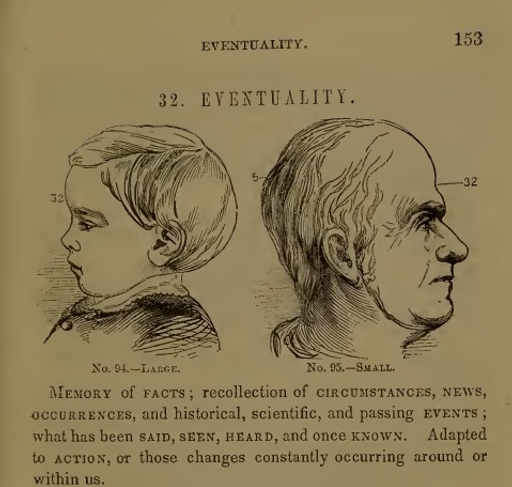 EVENTUALITY. 153
32. EVENTUALITY.
32
5
32
No. 94.—Large.
No. 95.—Small.
Memory of FACTS; recollection of CIRCUMSTANCES, NEWS,
OCCURRENCES, and historical, scientific, and passing EVENTS;
what has been SAID, SEEN, HEARD, and once KNOWN. Adapted
to ACTION, or those changes constantly occurring around or
within us.